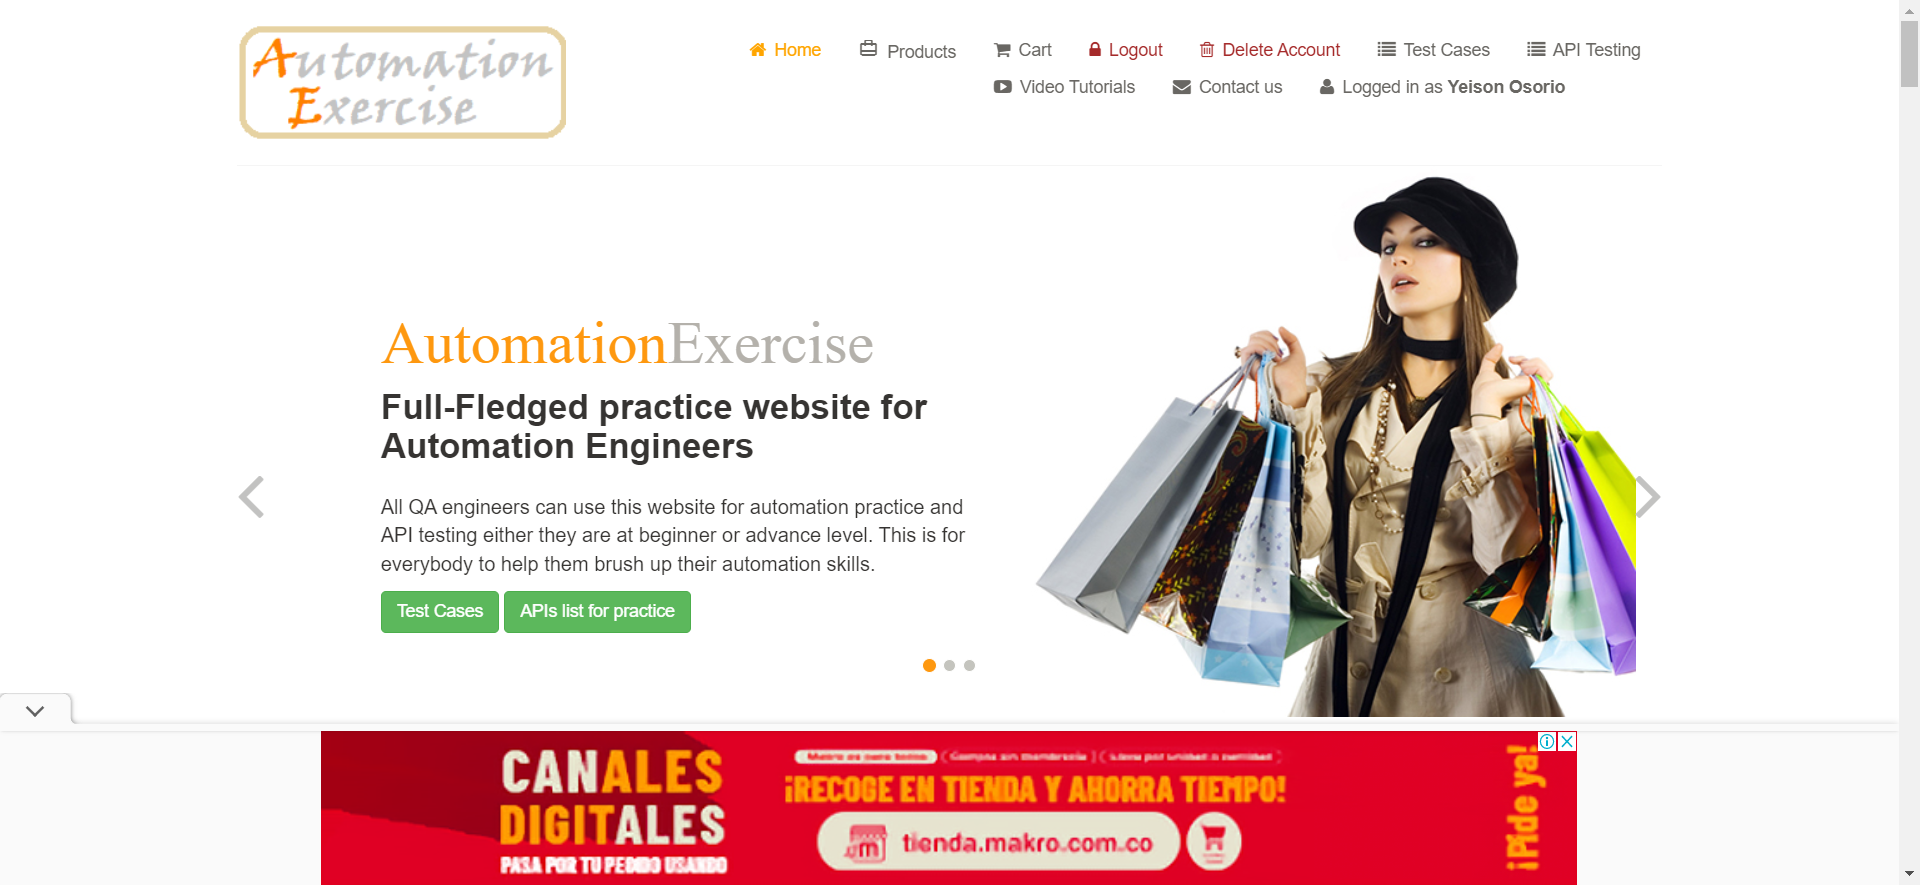 Automation
Exercise
Home
Products
Cart
Logout
Delete Account
Test Cases
API Testing
Video Tutorials
Contact us
Logged in as Yeison Osorio
AutomationExercise
Full-Fledged practice website for
Automation Engineers
All QA engineers can use this website for automation practice and
API testing either they are at beginner or advance level. This is for
everybody to help them brush up their automation skills.
Test Cases
APIs list for practice
CANALES
DIGITALES
PASA POR TU PEDIDO USANDO
¡RECOGE EN TIENDA Y AHORRA TIEMPO!
tienda.makro.com.co
¡Pide ya!